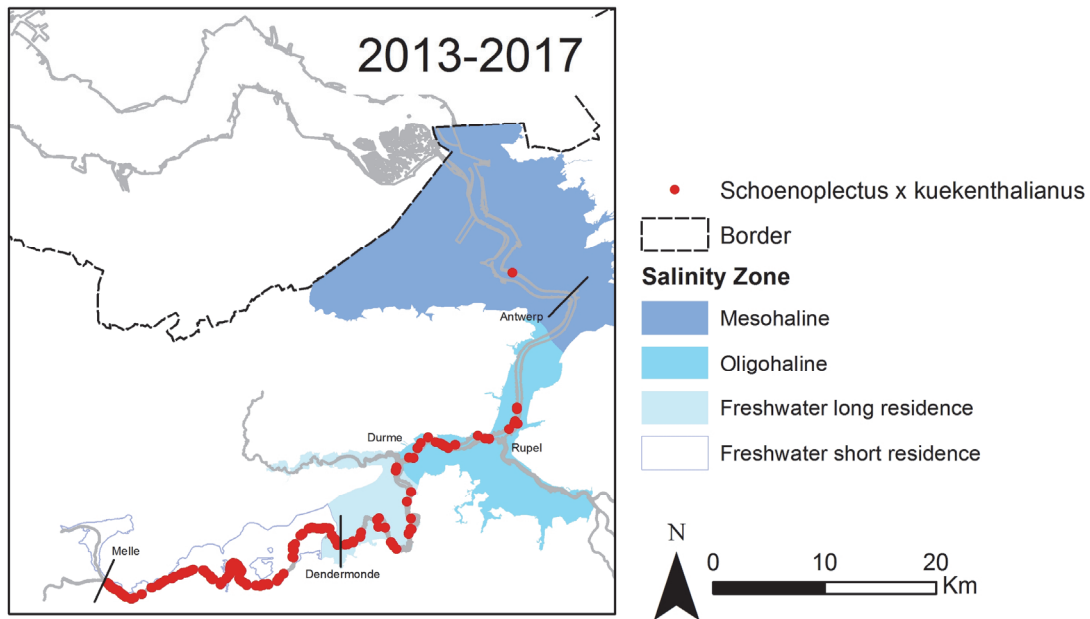 2013-2017
Antwerp
Durme
Rupel
Melle
Dendermonde
Schoenoplectus x kuekenthalianus
Border
Salinity Zone
Mesohaline
Oligohaline
Freshwater long residence
Freshwater short residence
N
0 10 20
Km